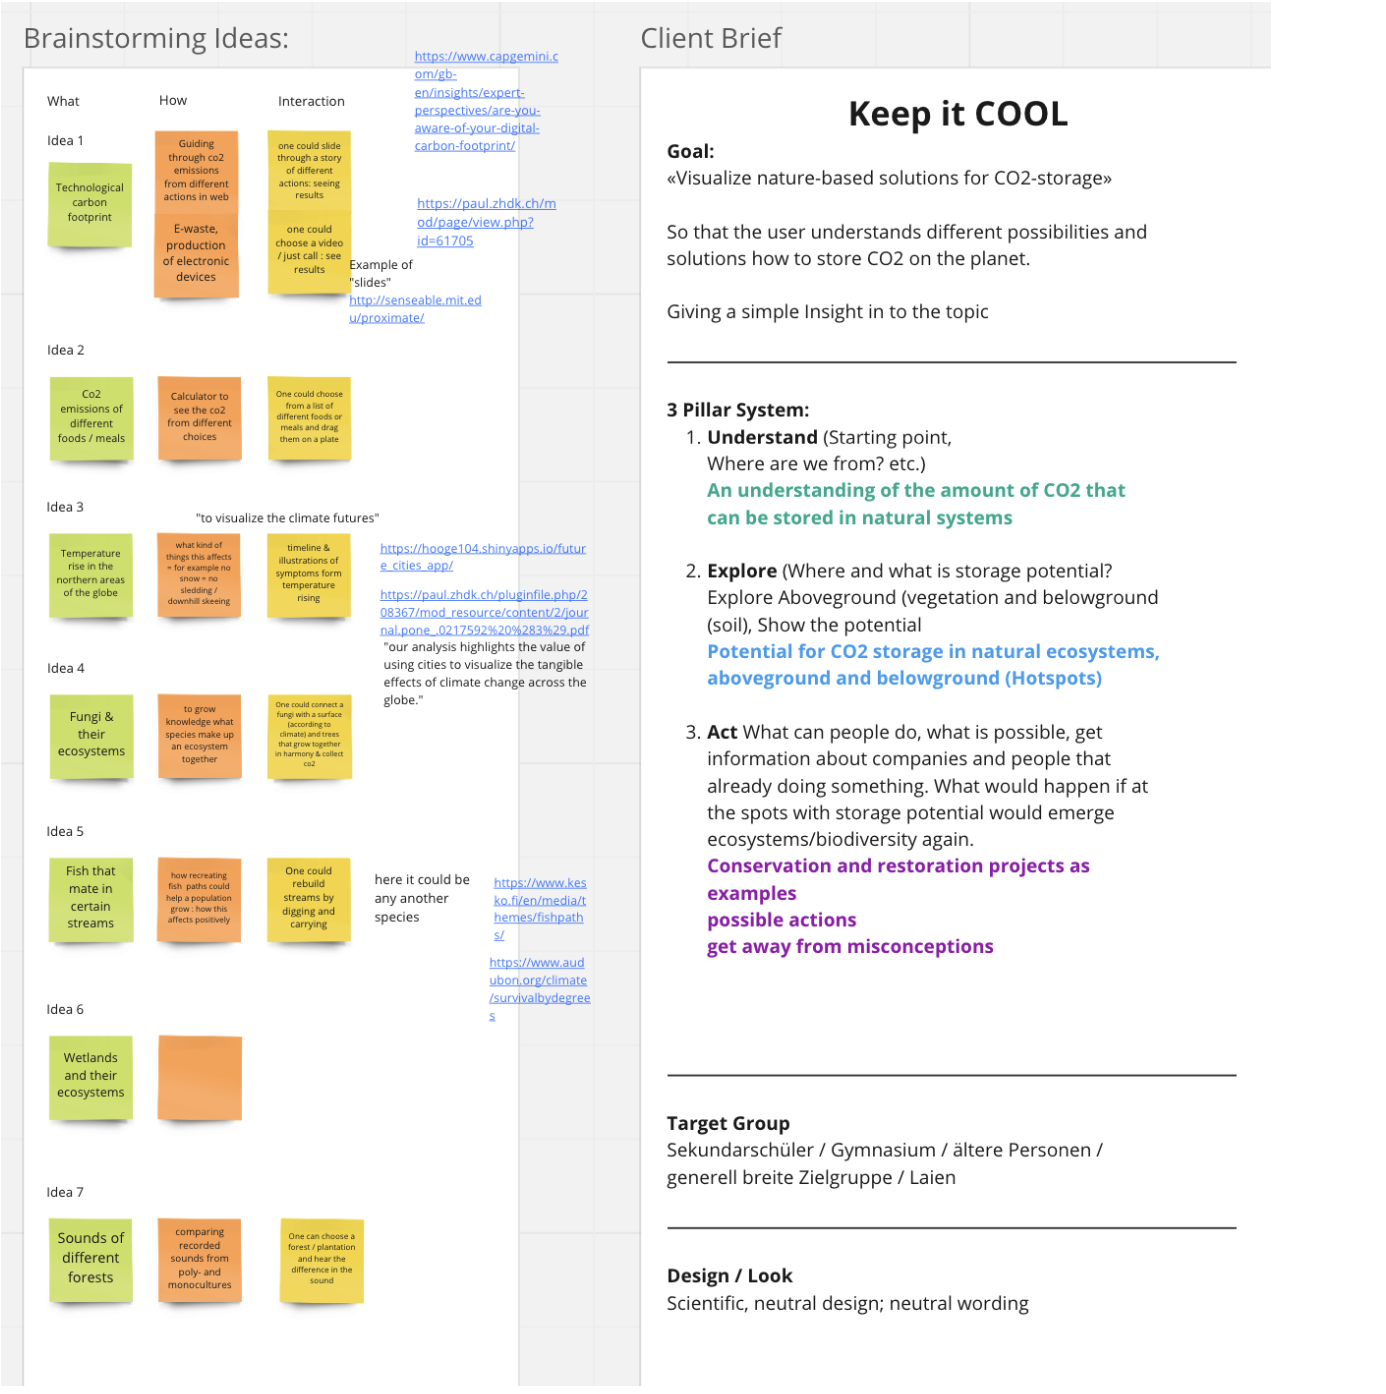 Brainstorming Ideas:
https://www.capgemini.c
om/gb-
en/insights/expert-
perspectives/are-you-
aware-of-your-digital-
carbon-footprint/
What
How
Interaction
Idea 1
Technological
carbon
footprint
Guiding
through co2
emissions
from different
actions in web
one could slide
through a story
of different
actions: seeing
results
E-waste,
production
of electronic
devices
one could
choose a video
/ just call : see
results
https://paul.zhdk.ch/m
od/page/view.php?
id=61705
Example of
"slides"
http://senseable.mit.ed
u/proximate/
Idea 2
Co2
emissions of
different
foods / meals
Calculator to
see the co2
from different
choices
One could choose
from a list of
different foods or
meals and drag
them on a plate
Idea 3
"to visualize the climate futures"
Temperature
rise in the
northern areas
of the globe
what kind of
things this affects
= for example no
snow = no
sledding /
downhill skeeing
timeline &
illustrations of
symptoms form
temperature
rising
https://hooge104.shinyapps.io/futur
e_cities_app/
https://paul.zhdk.ch/pluginfile.php/2
08367/mod_resource/content/2/jour
nal.pone_.0217592%20%283%29.pdf
"our analysis highlights the value of
using cities to visualize the tangible
effects of climate change across the
globe."
Idea 4
Fungi &
their
ecosystems
to grow
knowledge what
species make up
an ecosystem
together
One could connect a
fungi with a surface
(according to
climate) and trees
that grow together
in harmony & collect
co2
Idea 5
Fish that
mate in
certain
streams
how recreating
fish paths could
help a population
grow : how this
affects positively
One could
rebuild
streams by
digging and
carrying
here it could be
any another
species
https://www.kes
ko.fi/en/media/t
hemes/fishpath
s/
https://www.aud
ubon.org/climate
/survivalbydegree
s
Idea 6
Wetlands
and their
ecosystems
Idea 7
Sounds of
different
forests
comparing
recorded
sounds from
poly- and
monocultures
One can choose a
forest / plantation
and hear the
difference in the
sound
Client Brief
Keep it COOL
Goal:
«Visualize nature-based solutions for CO2-storage»
So that the user understands different possibilities and
solutions how to store CO2 on the planet.
Giving a simple Insight in to the topic
3 Pillar System:
1. Understand (Starting point,
Where are we from? etc.)
An understanding of the amount of CO2 that
can be stored in natural systems
2. Explore (Where and what is storage potential?
Explore Aboveground (vegetation and belowground
(soil), Show the potential
Potential for CO2 storage in natural ecosystems,
aboveground and belowground (Hotspots)
3. Act What can people do, what is possible, get
information about companies and people that
already doing something. What would happen if at
the spots with storage potential would emerge
ecosystems/biodiversity again.
Conservation and restoration projects as
examples
possible actions
get away from misconceptions
Target Group
Sekundarschüler / Gymnasium / ältere Personen /
generell breite Zielgruppe / Laien
Design / Look
Scientific, neutral design; neutral wording